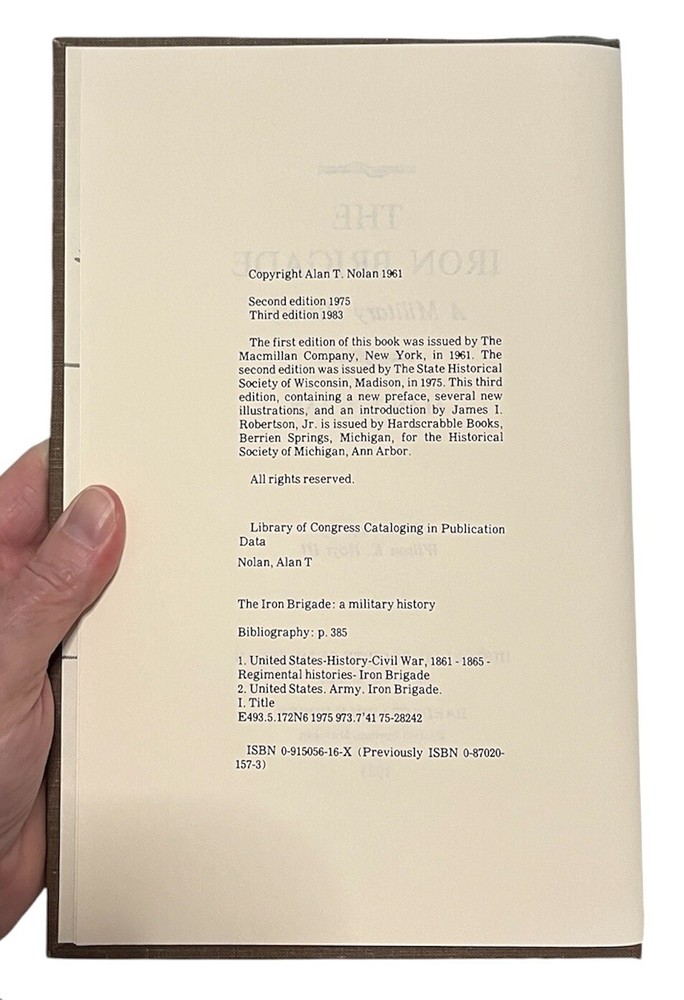 Copyright Alan T. Nolan 1961
Second edition 1975
Third edition 1983
The first edition of this book was issued by The
Macmillan Company, New York, in 1961. The
second edition was issued by The State Historical
Society of Wisconsin, Madison, in 1975. This third
edition, containing a new preface, several new
illustrations, and an introduction by James I.
Robertson, Jr. is issued by Hardscrabble Books,
Berrien Springs, Michigan, for the Historical
Society of Michigan, Ann Arbor.
All rights reserved.
Library of Congress Cataloging in Publication
Data
Nolan, Alan T
The Iron Brigade: a military history
Bibliography: p. 385
1. United States-History-Civil War, 1861 - 1865 -
Regimental histories- Iron Brigade
2. United States. Army. Iron Brigade.
I. Title
E493.5.172N6 1975 973.7'41 75-28242
ISBN 0-915056-16-X (Previously ISBN 0-87020-
157-3)